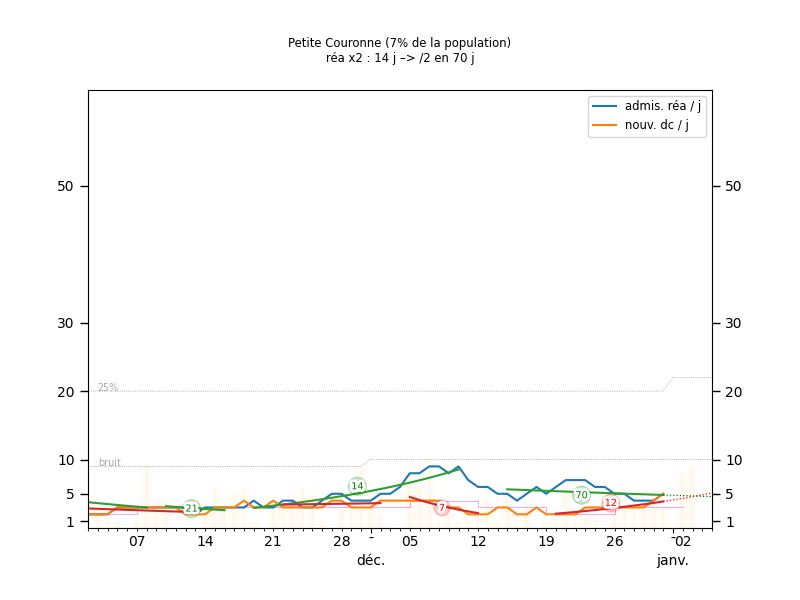 Petite Couronne (7% de la population)
réa x2 : 14 j –> /2 en 70 j
admis. réa / j
nouv. dc / j
50 50
30 30
20 20
25%
10 10
bruit
5 5
1 1
21 14 7 70 12
07 14 21 28 - 05 12 19 26 - 02
déc. janv.